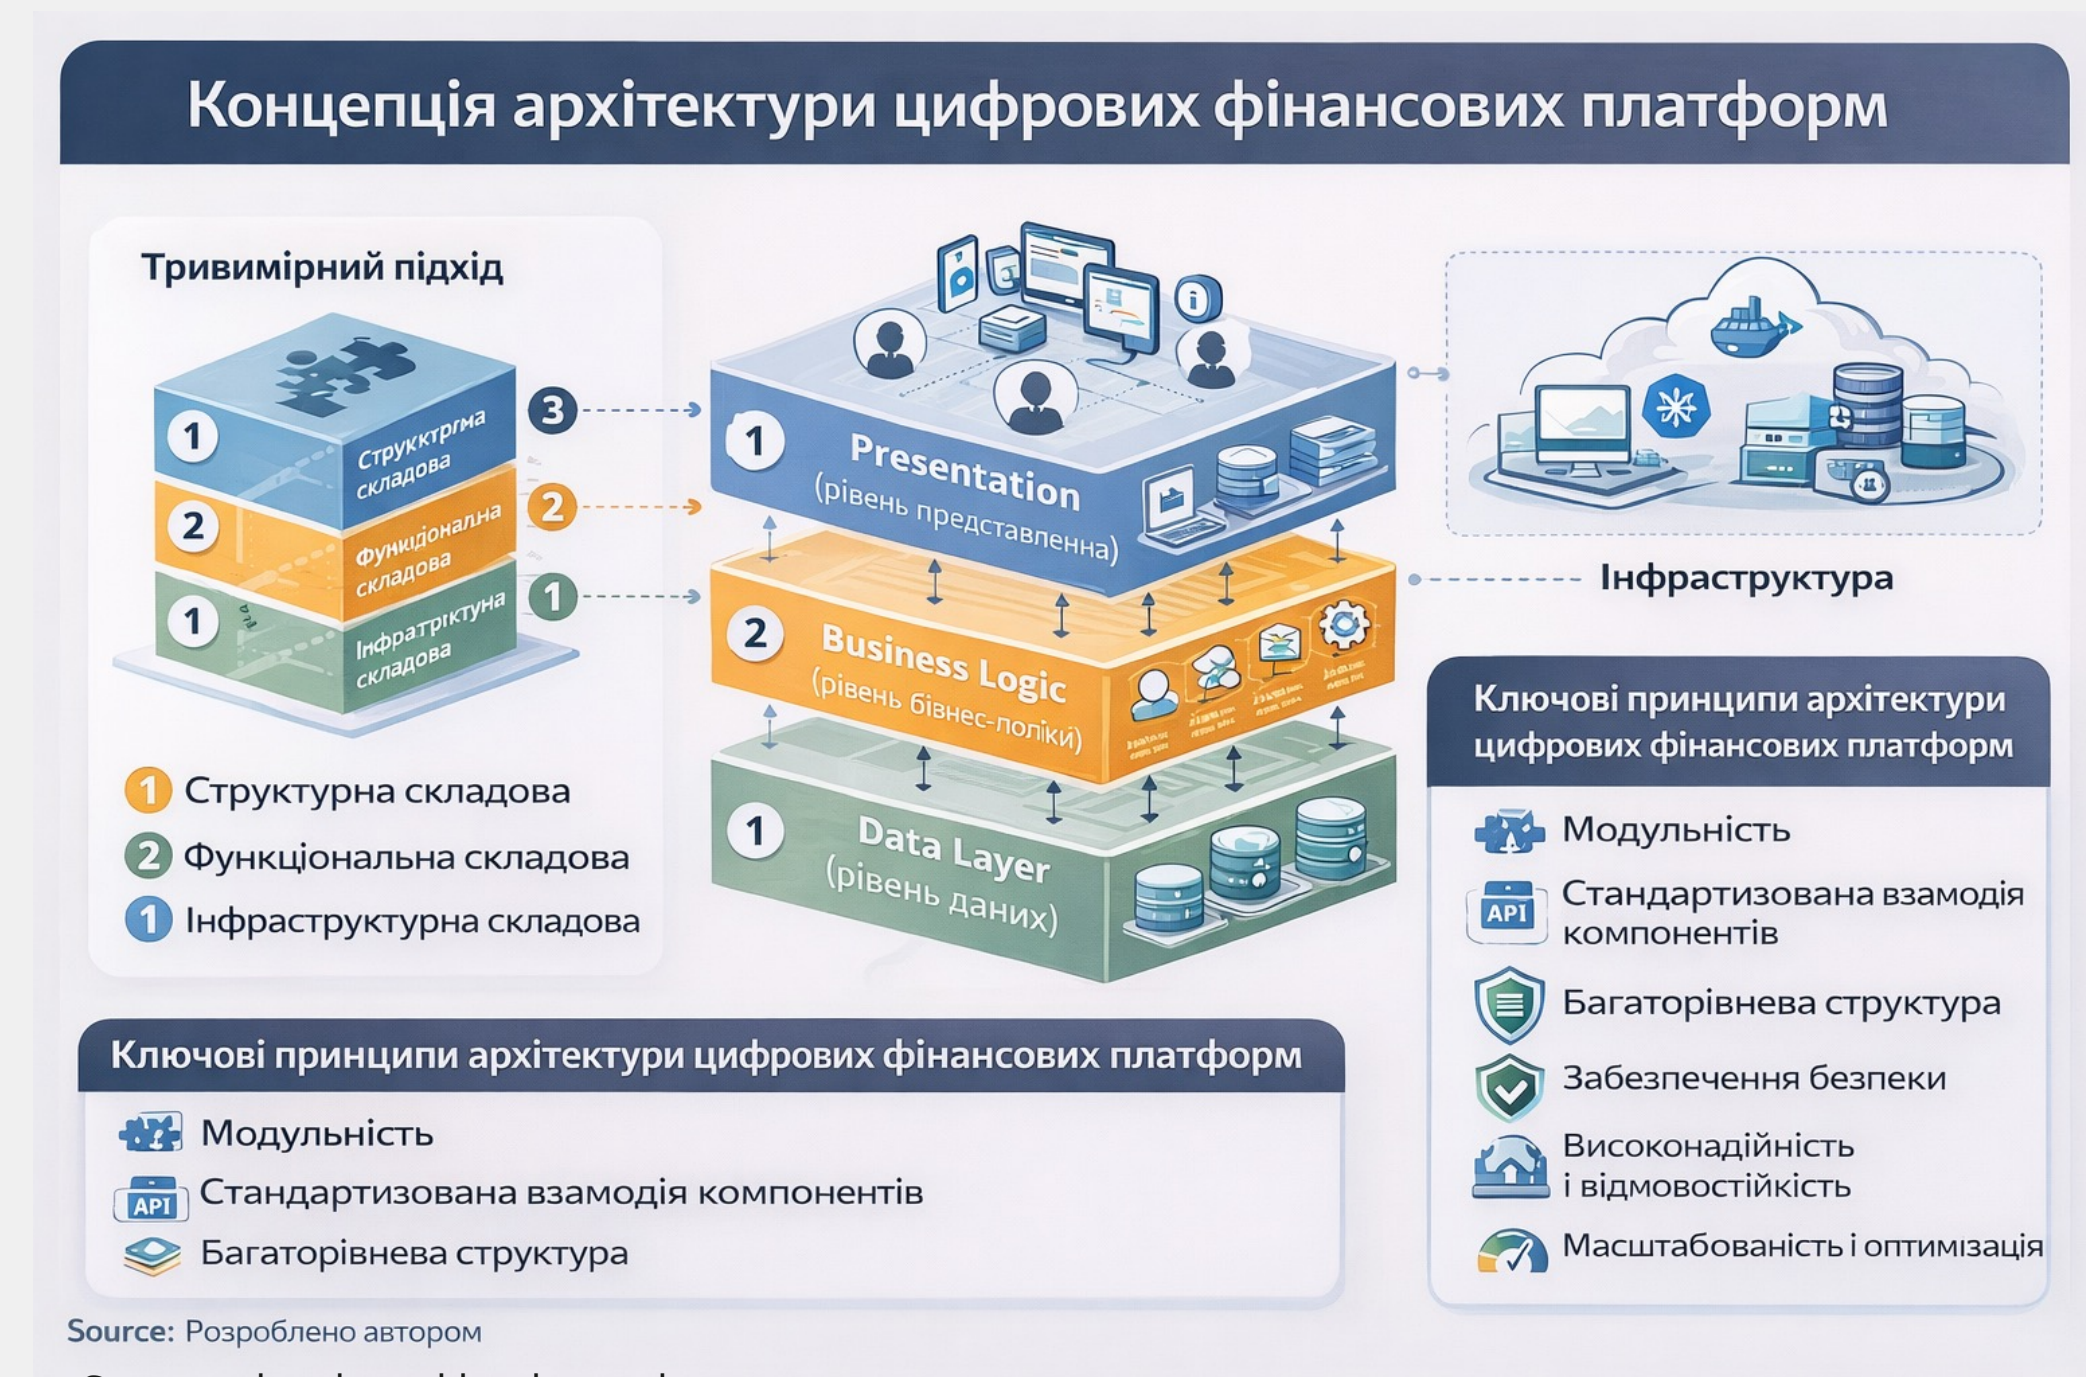 Концепція архітектури цифрових фінансових платформ
Тривимірний підхід
1
складова
2
складова
1
складова
3
2
1
1 Структурна складова
2 Функціональна складова
1 Інфраструктурна складова
1
Presentation
(рівень представленна)
2
Business Logic
(рівень бівнес-поліки)
1
Data Layer
(рівень даних)
Інфраструктура
Ключові принципи архітектури
цифрових фінансових платформ
Модульність
API
Стандартизована взамодія
компонентів
Багаторівнева структура
Забезпечення безпеки
Високонадійність
і відмовостійкість
Масштабованість і оптимізація
Ключові принципи архітектури цифрових фінансових платформ
Модульність
API
Стандартизована взамодія компонентів
Багаторівнева структура
Source: Розроблено автором